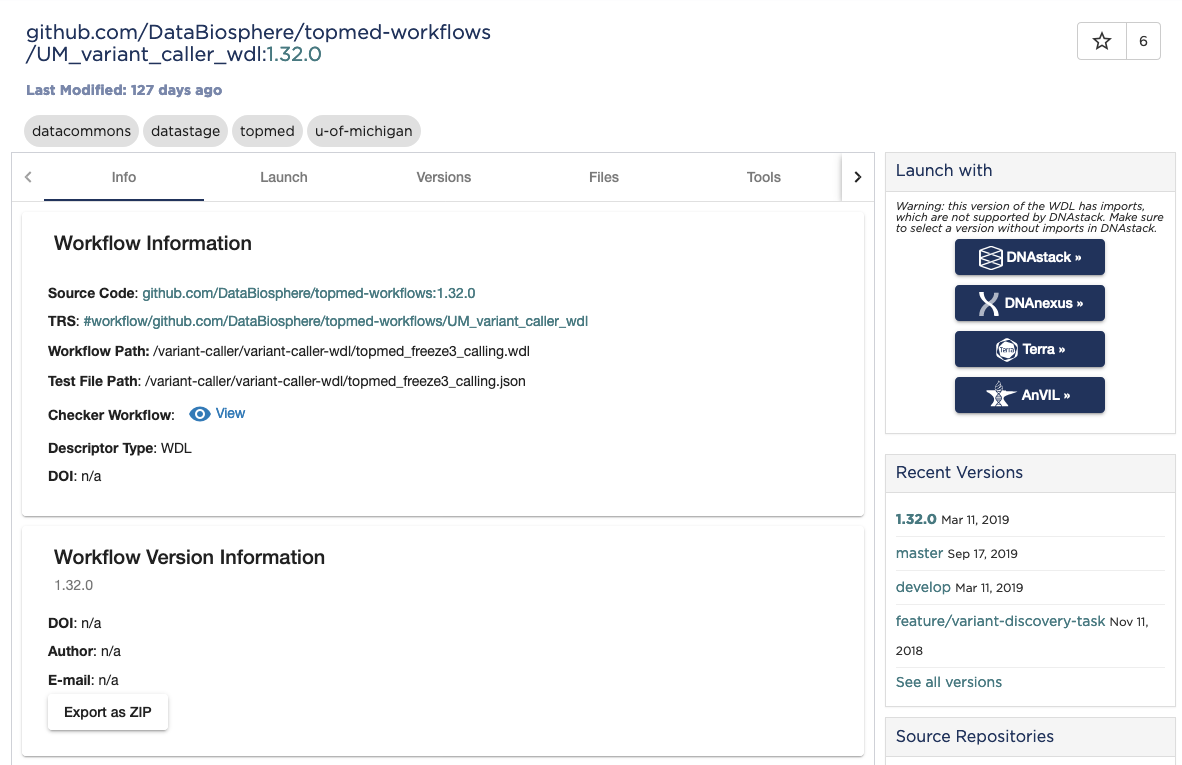 github.com/DataBiosphere/topmed-workflows
/UM_variant_caller_wdl:1.32.0
6
Last Modified: 127 days ago
datacommons
datastage
topmed
u-of-michigan
Info
Launch
Versions
Files
Tools
Workflow Information
Source Code: github.com/DataBiosphere/topmed-workflows:1.32.0
TRS: #workflow/github.com/DataBiosphere/topmed-workflows/UM_variant_caller_wdl
Workflow Path: /variant-caller/variant-caller-wdl/topmed_freeze3_calling.wdl
Test File Path: /variant-caller/variant-caller-wdl/topmed_freeze3_calling.json
Checker Workflow: View
Descriptor Type: WDL
DOI: n/a
Workflow Version Information
1.32.0
DOI: n/a
Author: n/a
E-mail: n/a
Export as ZIP
Launch with
Warning: this version of the WDL has imports,
which are not supported by DNAstack. Make sure
to select a version without imports in DNAstack.
DNAstack »
DNAnexus »
Terra Terra »
AnVIL »
Recent Versions
1.32.0 Mar 11, 2019
master Sep 17, 2019
develop Mar 11, 2019
feature/variant-discovery-task Nov 11,
2018
See all versions
Source Repositories